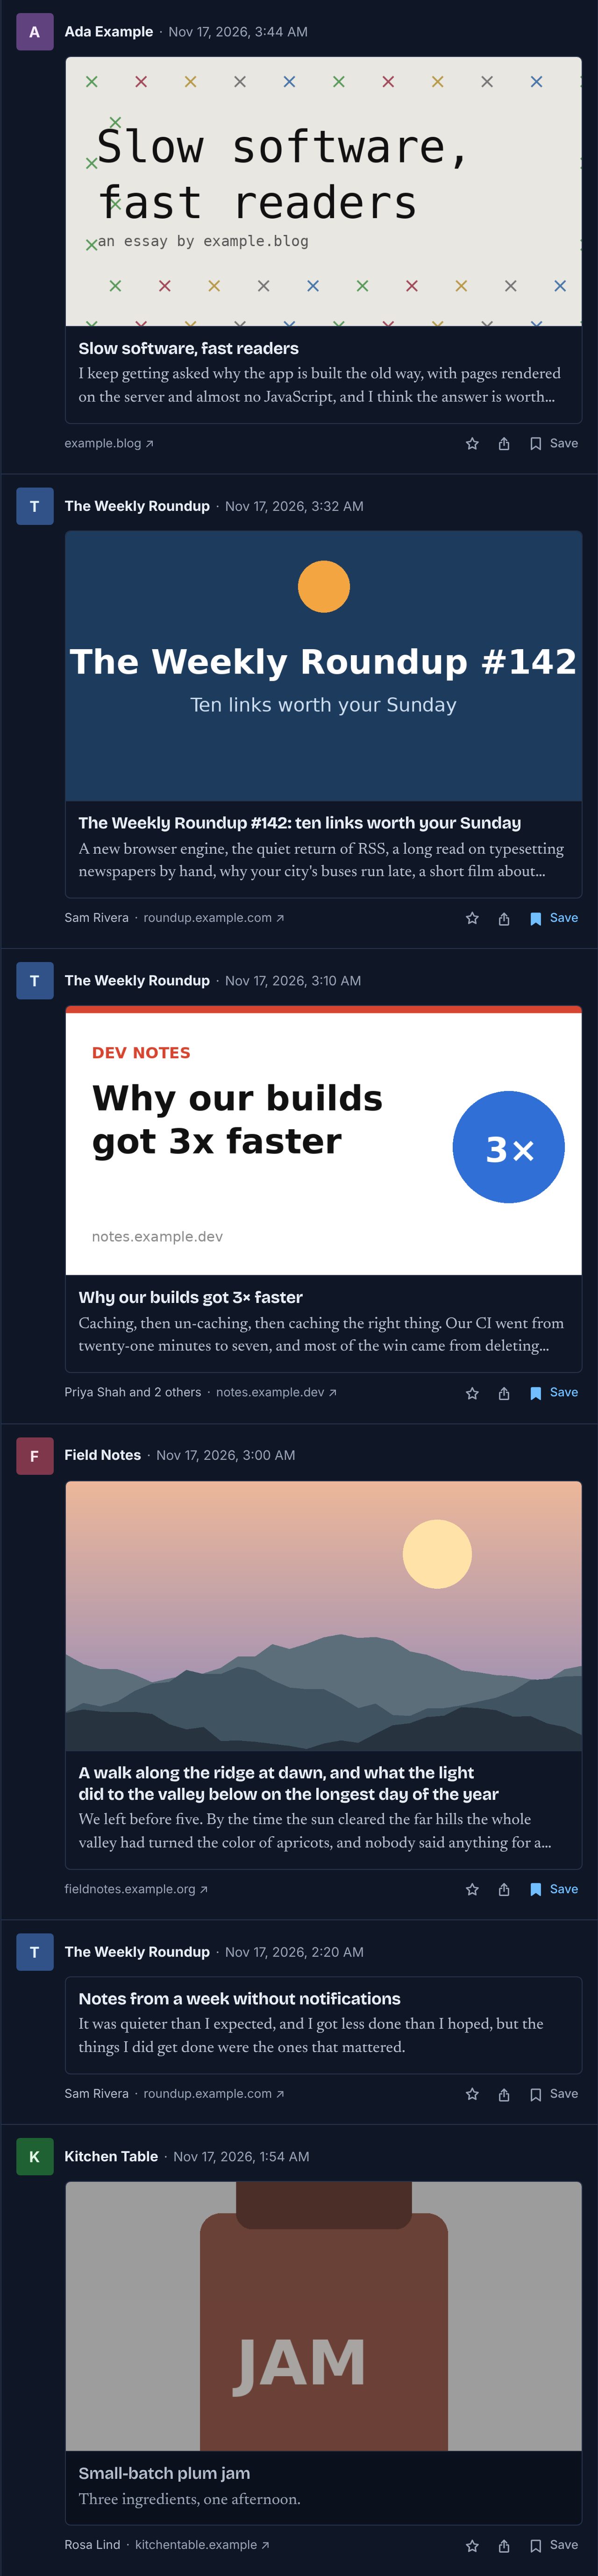 A
Ada Example · Nov 17, 2026, 3:44 AM
Slow software,
fast readers
an essay by example.blog
Slow software, fast readers
I keep getting asked why the app is built the old way, with pages rendered
on the server and almost no JavaScript, and I think the answer is worth…
example.blog ↗
Save
T
The Weekly Roundup · Nov 17, 2026, 3:32 AM
The Weekly Roundup #142
Ten links worth your Sunday
The Weekly Roundup #142: ten links worth your Sunday
A new browser engine, the quiet return of RSS, a long read on typesetting
newspapers by hand, why your city's buses run late, a short film about…
Sam Rivera · roundup.example.com ↗
Save
T
The Weekly Roundup · Nov 17, 2026, 3:10 AM
DEV NOTES
Why our builds
got 3x faster
3×
notes.example.dev
Why our builds got 3× faster
Caching, then un-caching, then caching the right thing. Our CI went from
twenty-one minutes to seven, and most of the win came from deleting…
Priya Shah and 2 others · notes.example.dev ↗
Save
F
Field Notes · Nov 17, 2026, 3:00 AM
A walk along the ridge at dawn, and what the light
did to the valley below on the longest day of the year
We left before five. By the time the sun cleared the far hills the whole
valley had turned the color of apricots, and nobody said anything for a…
fieldnotes.example.org ↗
Save
T
The Weekly Roundup · Nov 17, 2026, 2:20 AM
Notes from a week without notifications
It was quieter than I expected, and I got less done than I hoped, but the
things I did get done were the ones that mattered.
Sam Rivera · roundup.example.com ↗
Save
K
Kitchen Table · Nov 17, 2026, 1:54 AM
JAM
Small-batch plum jam
Three ingredients, one afternoon.
Rosa Lind · kitchentable.example ↗
Save